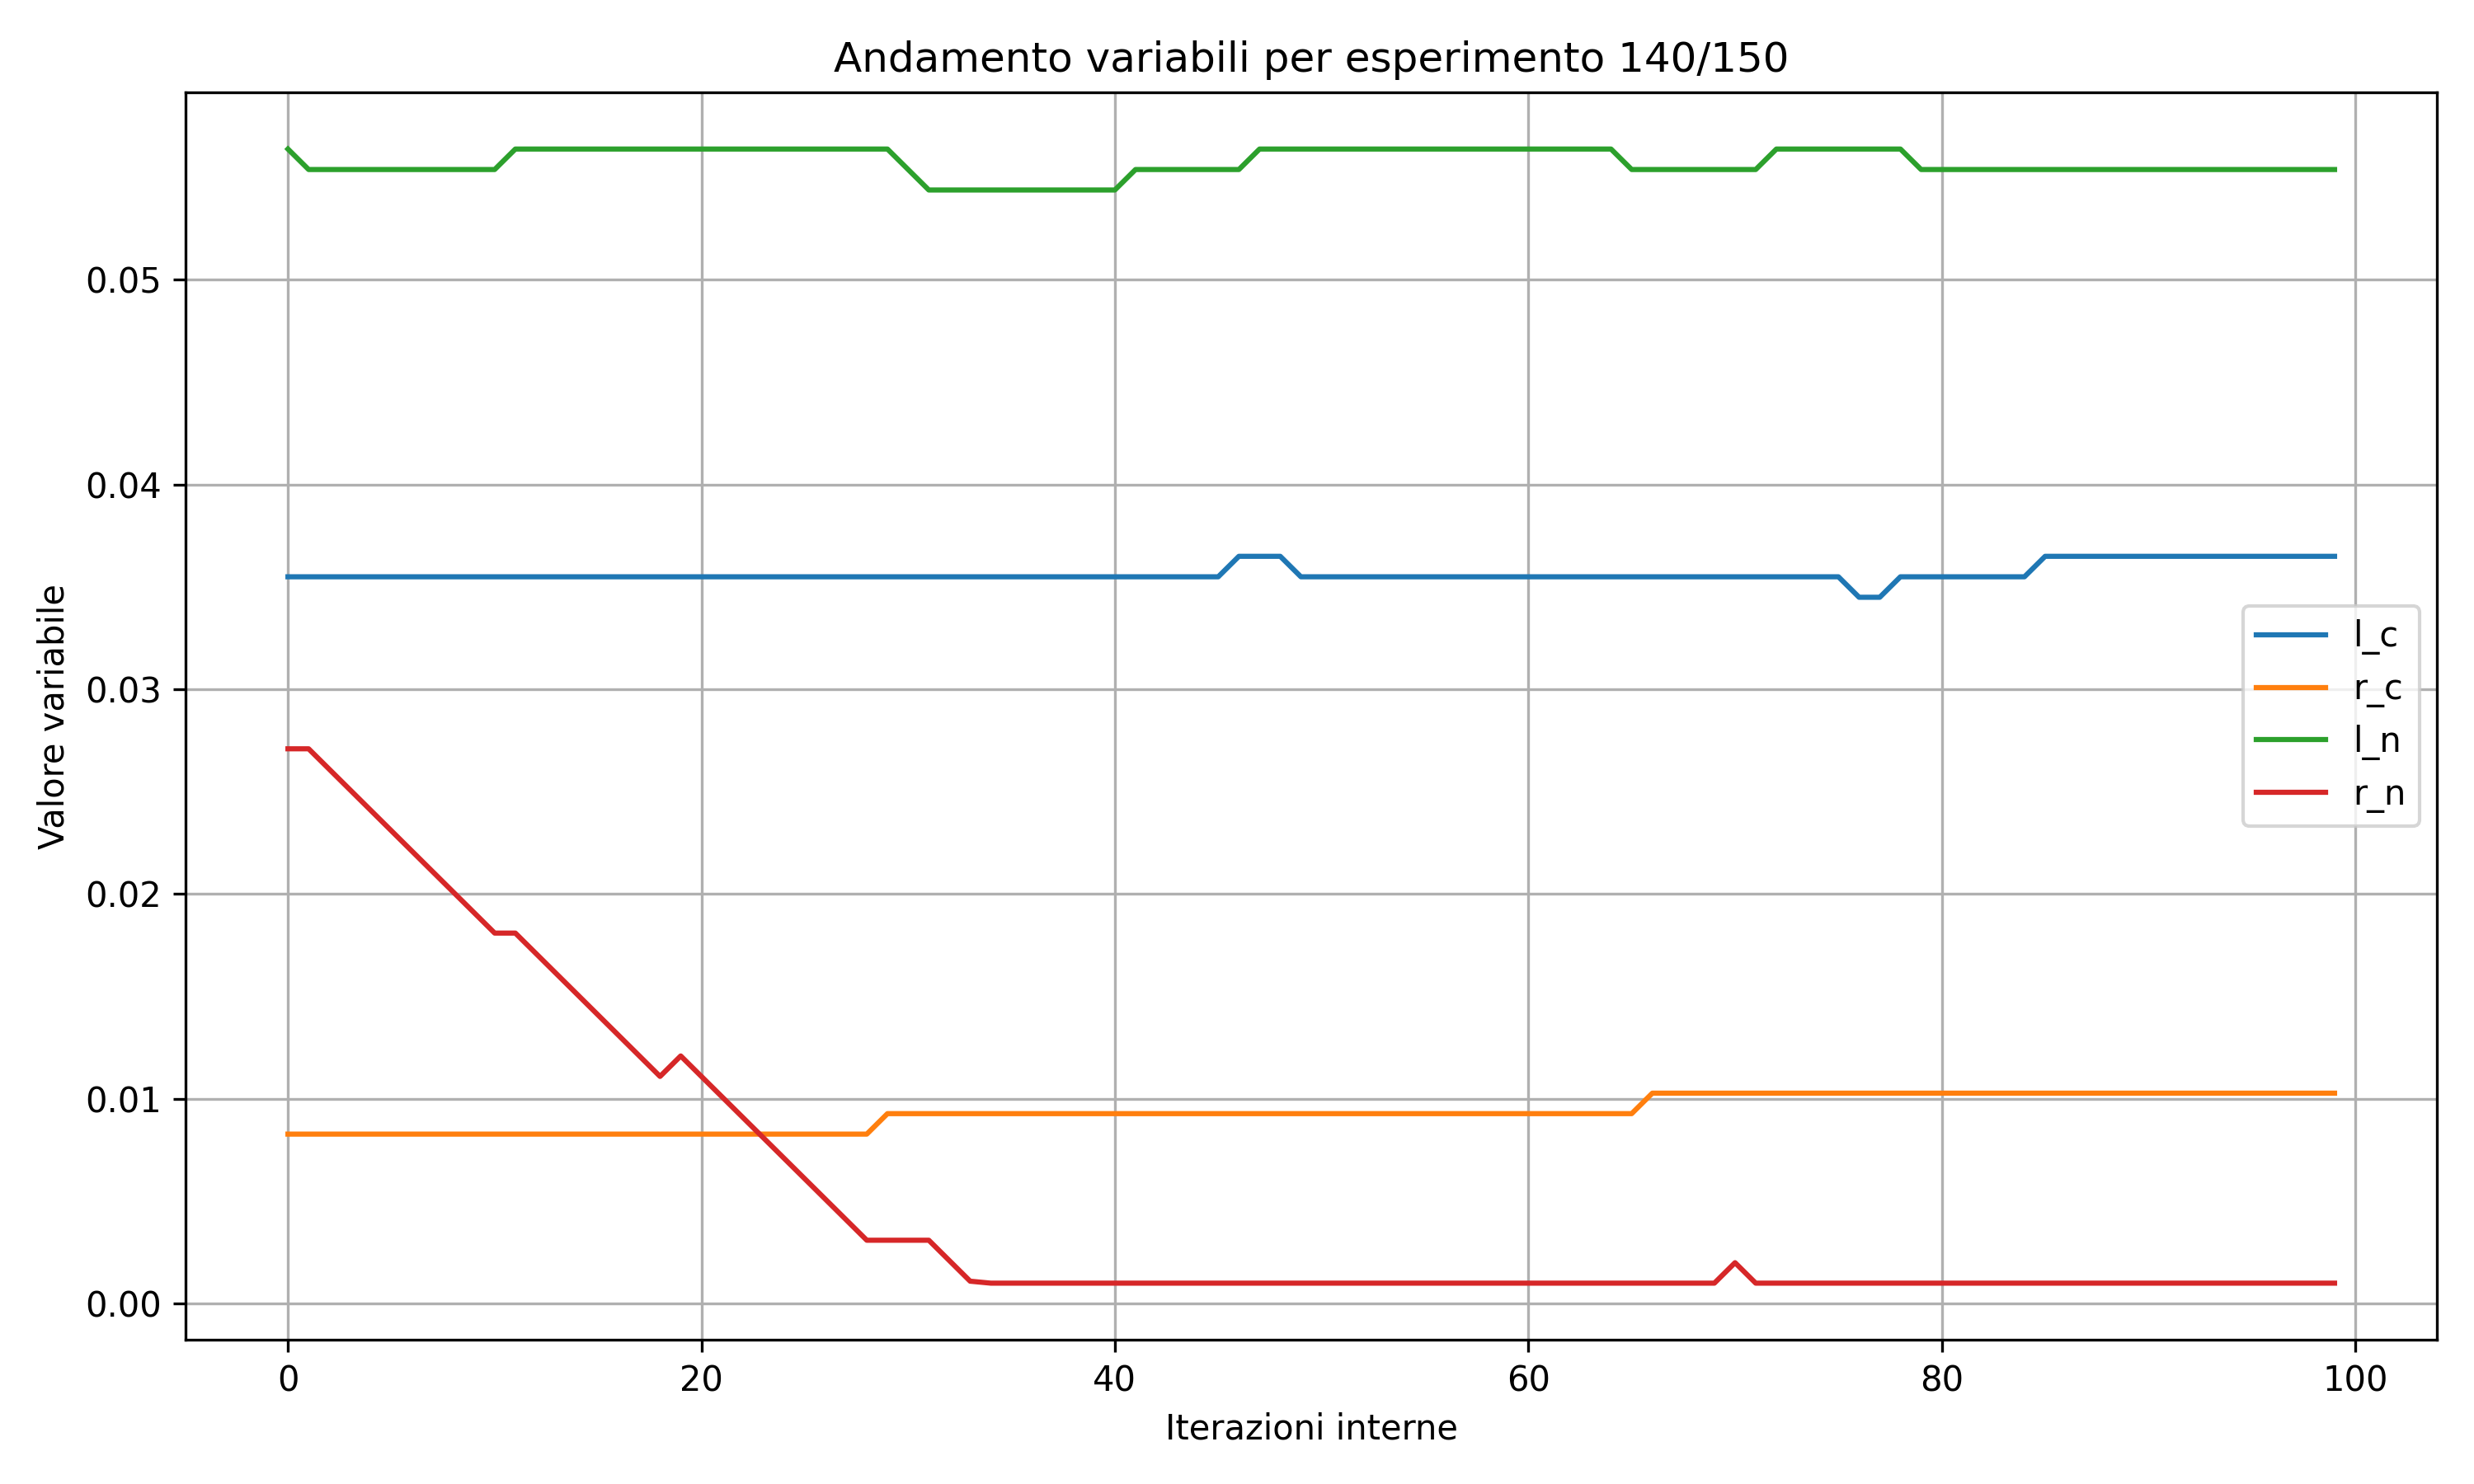 Andamento variabili per esperimento 140/150
Valore variabile
0.05
0.04
0.03
0.02
0.01
0.00
l_c
r_c
l_n
r_n
0 20 40 60 80 100
Iterazioni interne